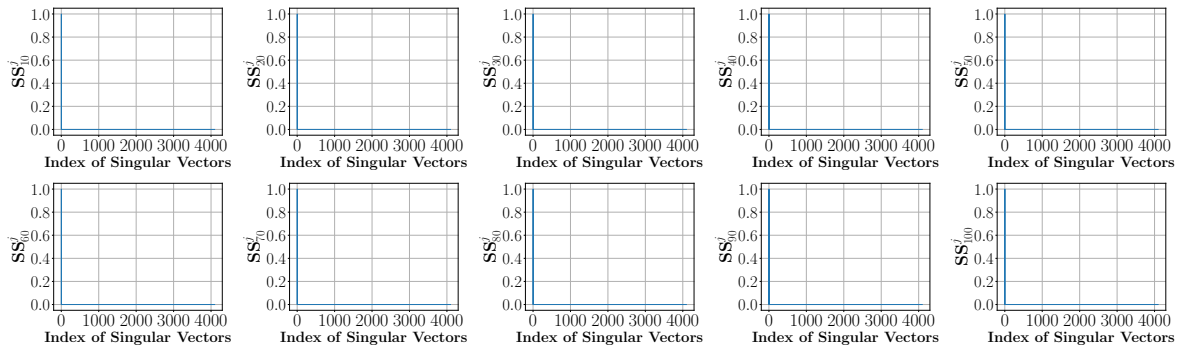 1.0 1.0 1.0 1.0 1.0
0.8 0.8 0.8 0.8 0.8
0.6 0.6 0.6 0.6 0.6
SS^j_10 SS^j_20 SS^j_30 SS^j_40 SS^j_50
0.4 0.4 0.4 0.4 0.4
0.2 0.2 0.2 0.2 0.2
0.0 0.0 0.0 0.0 0.0
0 1000 2000 3000 4000 0 1000 2000 3000 4000 0 1000 2000 3000 4000 0 1000 2000 3000 4000 0 1000 2000 3000 4000
Index of Singular Vectors Index of Singular Vectors Index of Singular Vectors Index of Singular Vectors Index of Singular Vectors
1.0 1.0 1.0 1.0 1.0
0.8 0.8 0.8 0.8 0.8
0.6 0.6 0.6 0.6 0.6
SS^j_60 SS^j_70 SS^j_80 SS^j_90 SS^j_100
0.4 0.4 0.4 0.4 0.4
0.2 0.2 0.2 0.2 0.2
0.0 0.0 0.0 0.0 0.0
0 1000 2000 3000 4000 0 1000 2000 3000 4000 0 1000 2000 3000 4000 0 1000 2000 3000 4000 0 1000 2000 3000 4000
Index of Singular Vectors Index of Singular Vectors Index of Singular Vectors Index of Singular Vectors Index of Singular Vectors